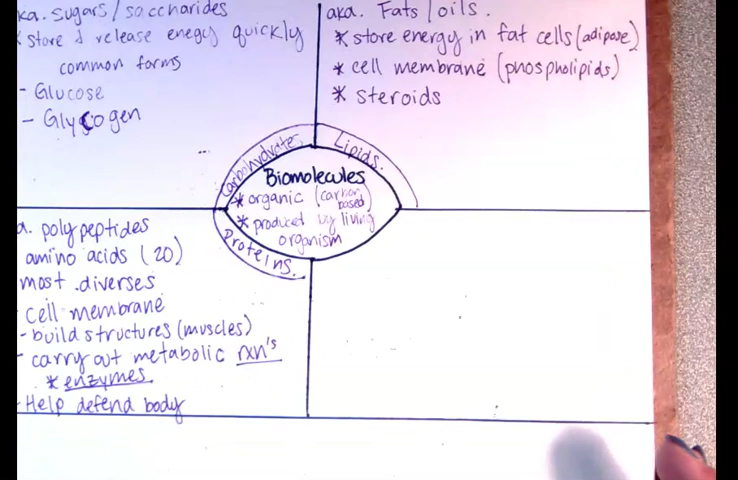 ka. sugars/saccharides
* store & release enegy quickly
common forms
- Glucose
- Glycogen
aka. Fats/oils.
* store energy in fat cells (adipose)
* cell membrane (phospholipids)
* steroids
Carbohydrates
Lipids.
Biomolecules
* organic (carbon based)
* produced by living
organism
Proteins.
a. polypeptides
amino acids (20)
most .diverses
- cell membrane
- build structures (muscles)
- carry out metabolic rxn's
* enzymes.
- Help defend body